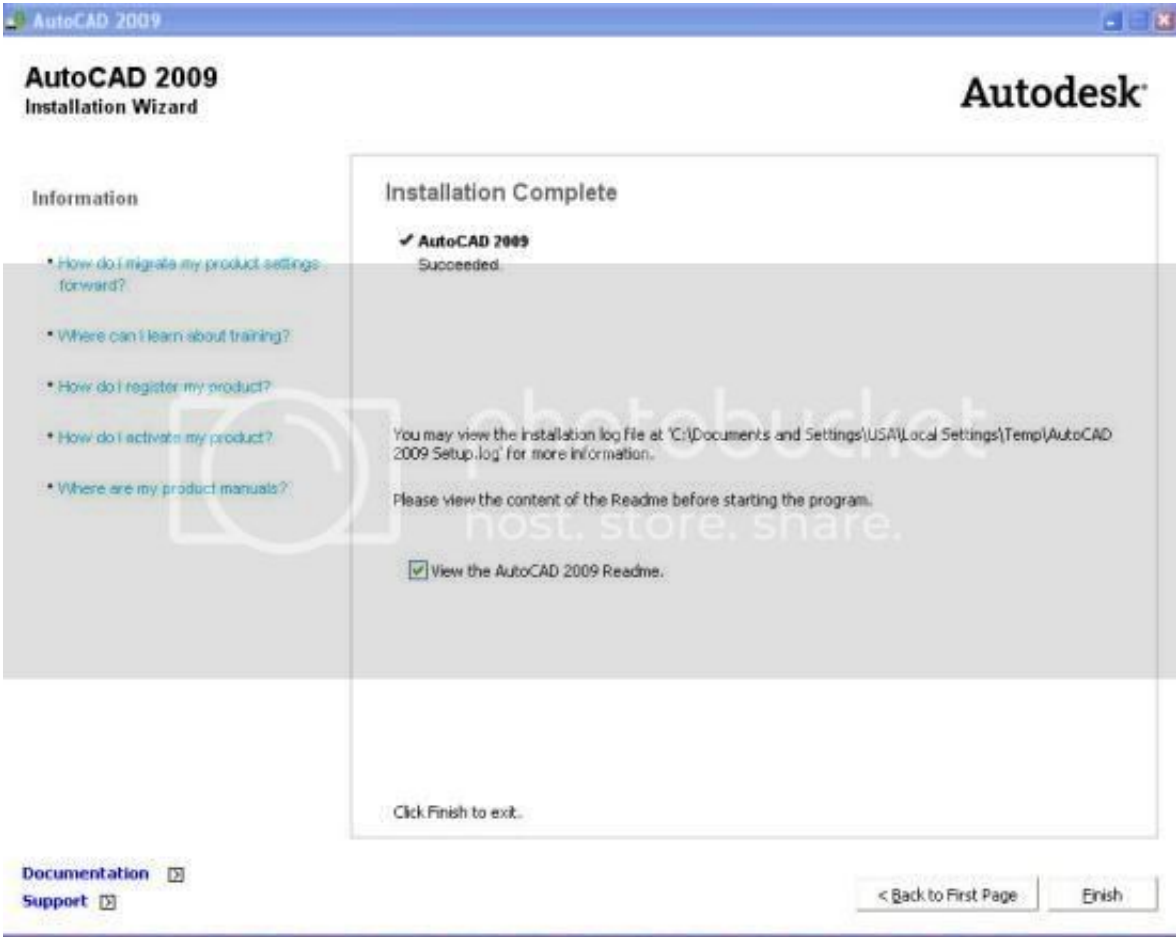 AutoCAD 2009
AutoCAD 2009
Installation Wizard
Autodesk
Information
• How do I migrate my product settings
forward?
• Where can I learn about training?
• How do I register my product?
• How do I activate my product?
• Where are my product manuals?
Installation Complete
✓ AutoCAD 2009
Succeeded.
You may view the installation log file at 'C:\Documents and Settings\USA\Local Settings\Temp\AutoCAD
2009 Setup.log' for more information.
Please view the content of the Readme before starting the program.
View the AutoCAD 2009 Readme.
photobucket
host. store. share.
Click Finish to exit.
Documentation
Support
< Back to First Page
Finish